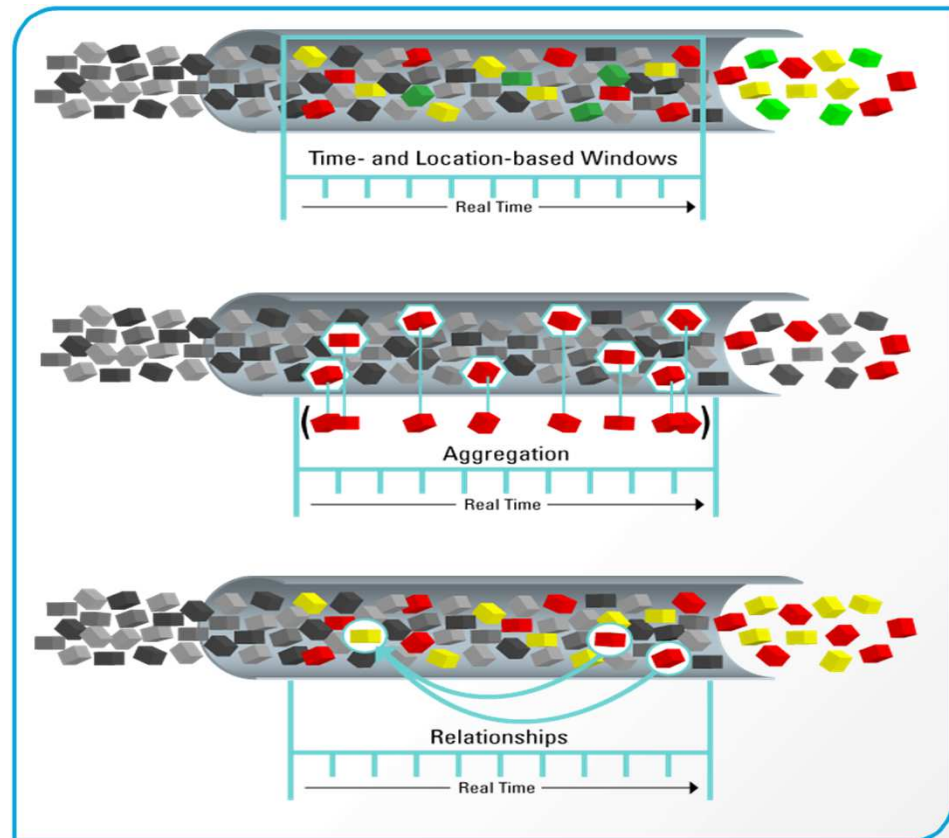 Time- and Location-based Windows
Real Time
( )
Aggregation
Real Time
Relationships
Real Time